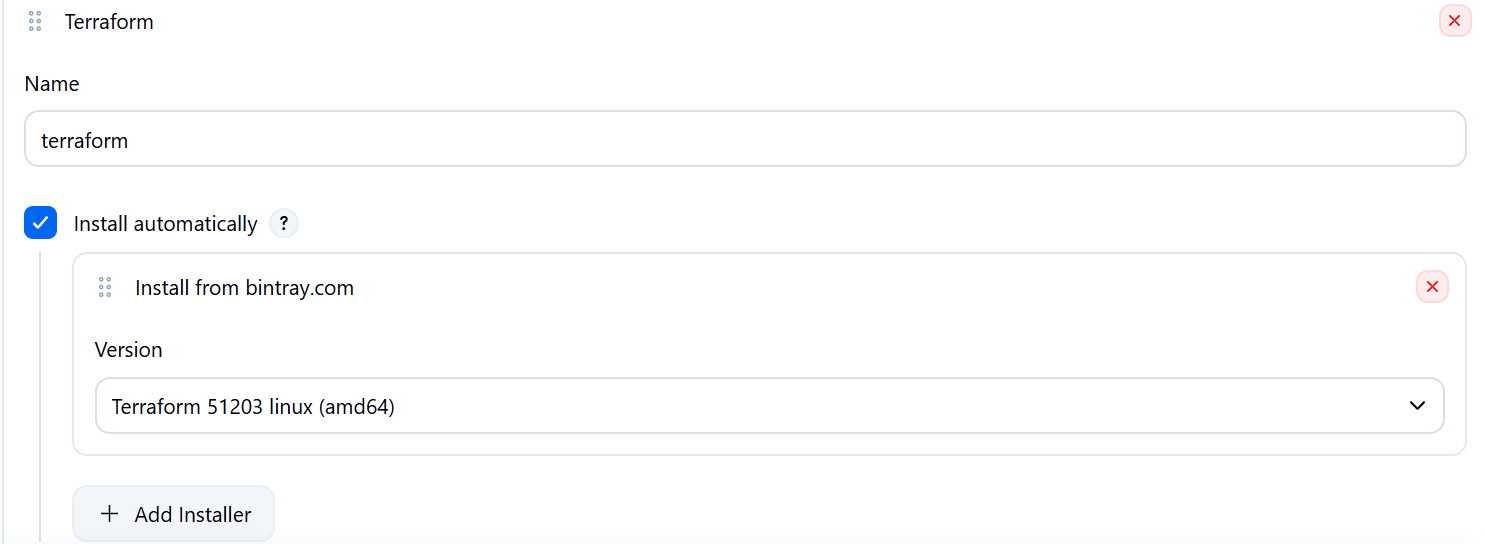 Terraform
Name
terraform
Install automatically ?
Install from bintray.com
Version
Terraform 51203 linux (amd64)
+ Add Installer